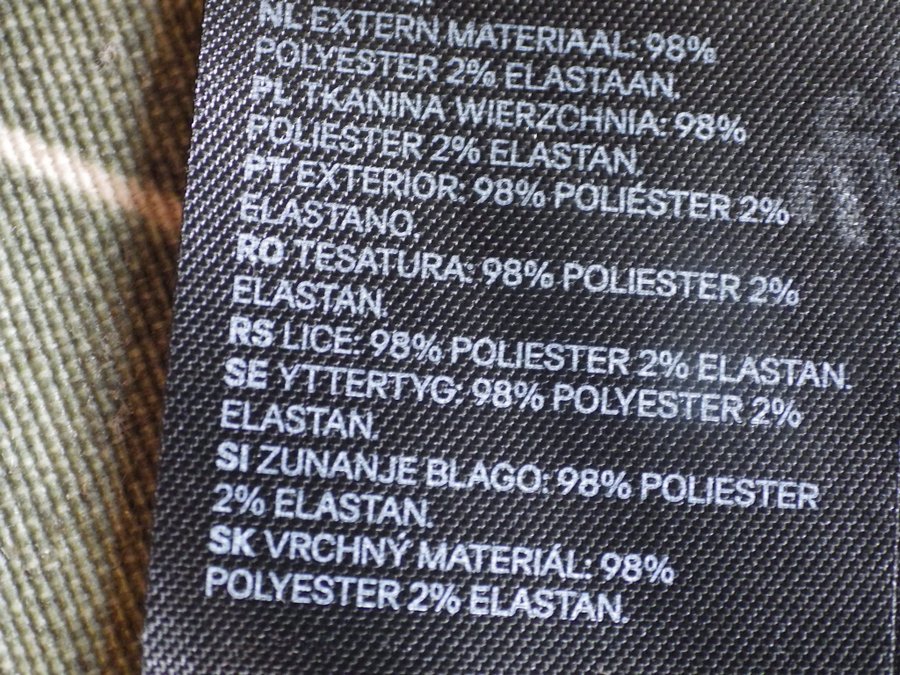 NL EXTERN MATERIAAL: 98%
POLYESTER 2% ELASTAAN.
PL TKANINA WIERZCHNIA: 98%
POLIESTER 2% ELASTAN.
PT EXTERIOR: 98% POLIÉSTER 2%
ELASTANO.
RO TESATURA: 98% POLIESTER 2%
ELASTAN.
RS LICE: 98% POLIESTER 2% ELASTAN.
SE YTTERTYG: 98% POLYESTER 2%
ELASTAN.
SI ZUNANJE BLAGO: 98% POLIESTER
2% ELASTAN.
SK VRCHNÝ MATERIÁL: 98%
POLYESTER 2% ELASTAN.